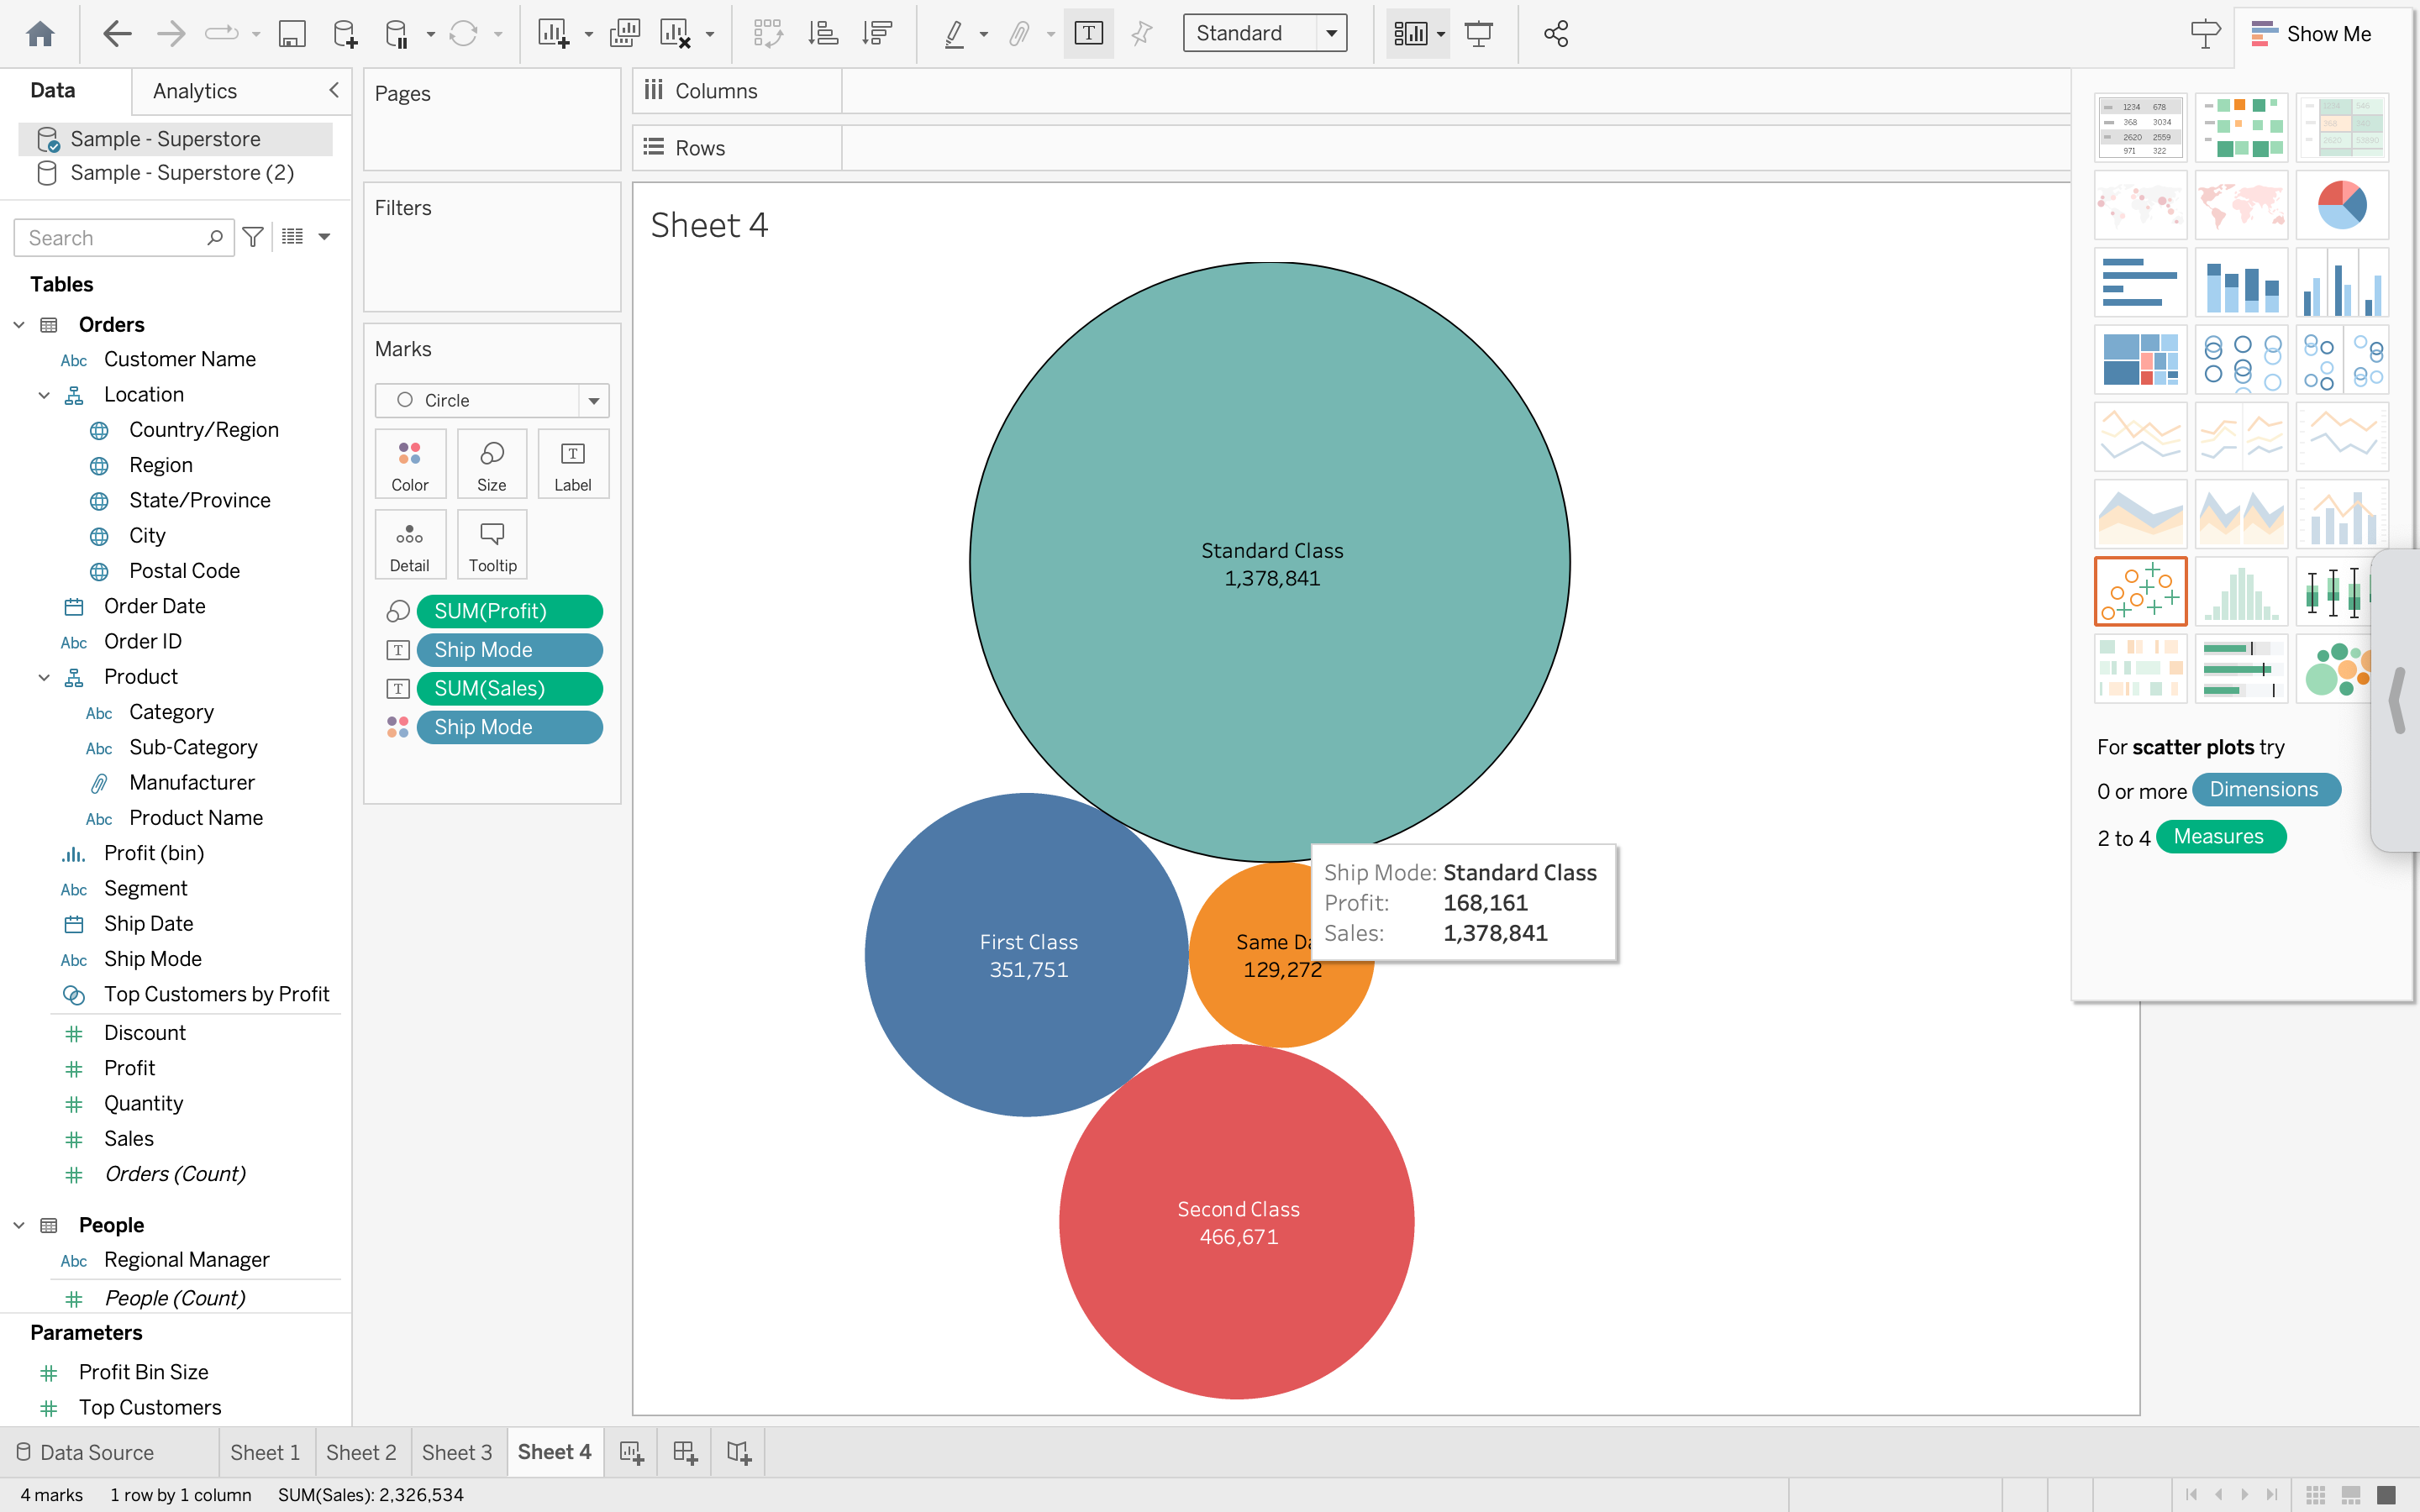 Standard
Show Me
Data
Analytics
Pages
Columns
Rows
Sample - Superstore
Sample - Superstore (2)
Search
Tables
Orders
Abc Customer Name
Location
Country/Region
Region
State/Province
City
Postal Code
Order Date
Abc Order ID
Product
Abc Category
Abc Sub-Category
Manufacturer
Abc Product Name
Profit (bin)
Abc Segment
Ship Date
Abc Ship Mode
Top Customers by Profit
Discount
Profit
Quantity
Sales
Orders (Count)
People
Abc Regional Manager
People (Count)
Parameters
Profit Bin Size
Top Customers
Filters
Marks
Circle
Color
Size
T Label
Detail
Tooltip
SUM(Profit)
T Ship Mode
T SUM(Sales)
Ship Mode
Sheet 4
Standard Class
1,378,841
First Class
351,751
Same Da
129,272
Second Class
466,671
Ship Mode: Standard Class
Profit: 168,161
Sales: 1,378,841
1234 678
368 3034
2620 2559
971 322
For scatter plots try
0 or more Dimensions
2 to 4 Measures
Data Source
Sheet 1
Sheet 2
Sheet 3
Sheet 4
4 marks
1 row by 1 column
SUM(Sales): 2,326,534